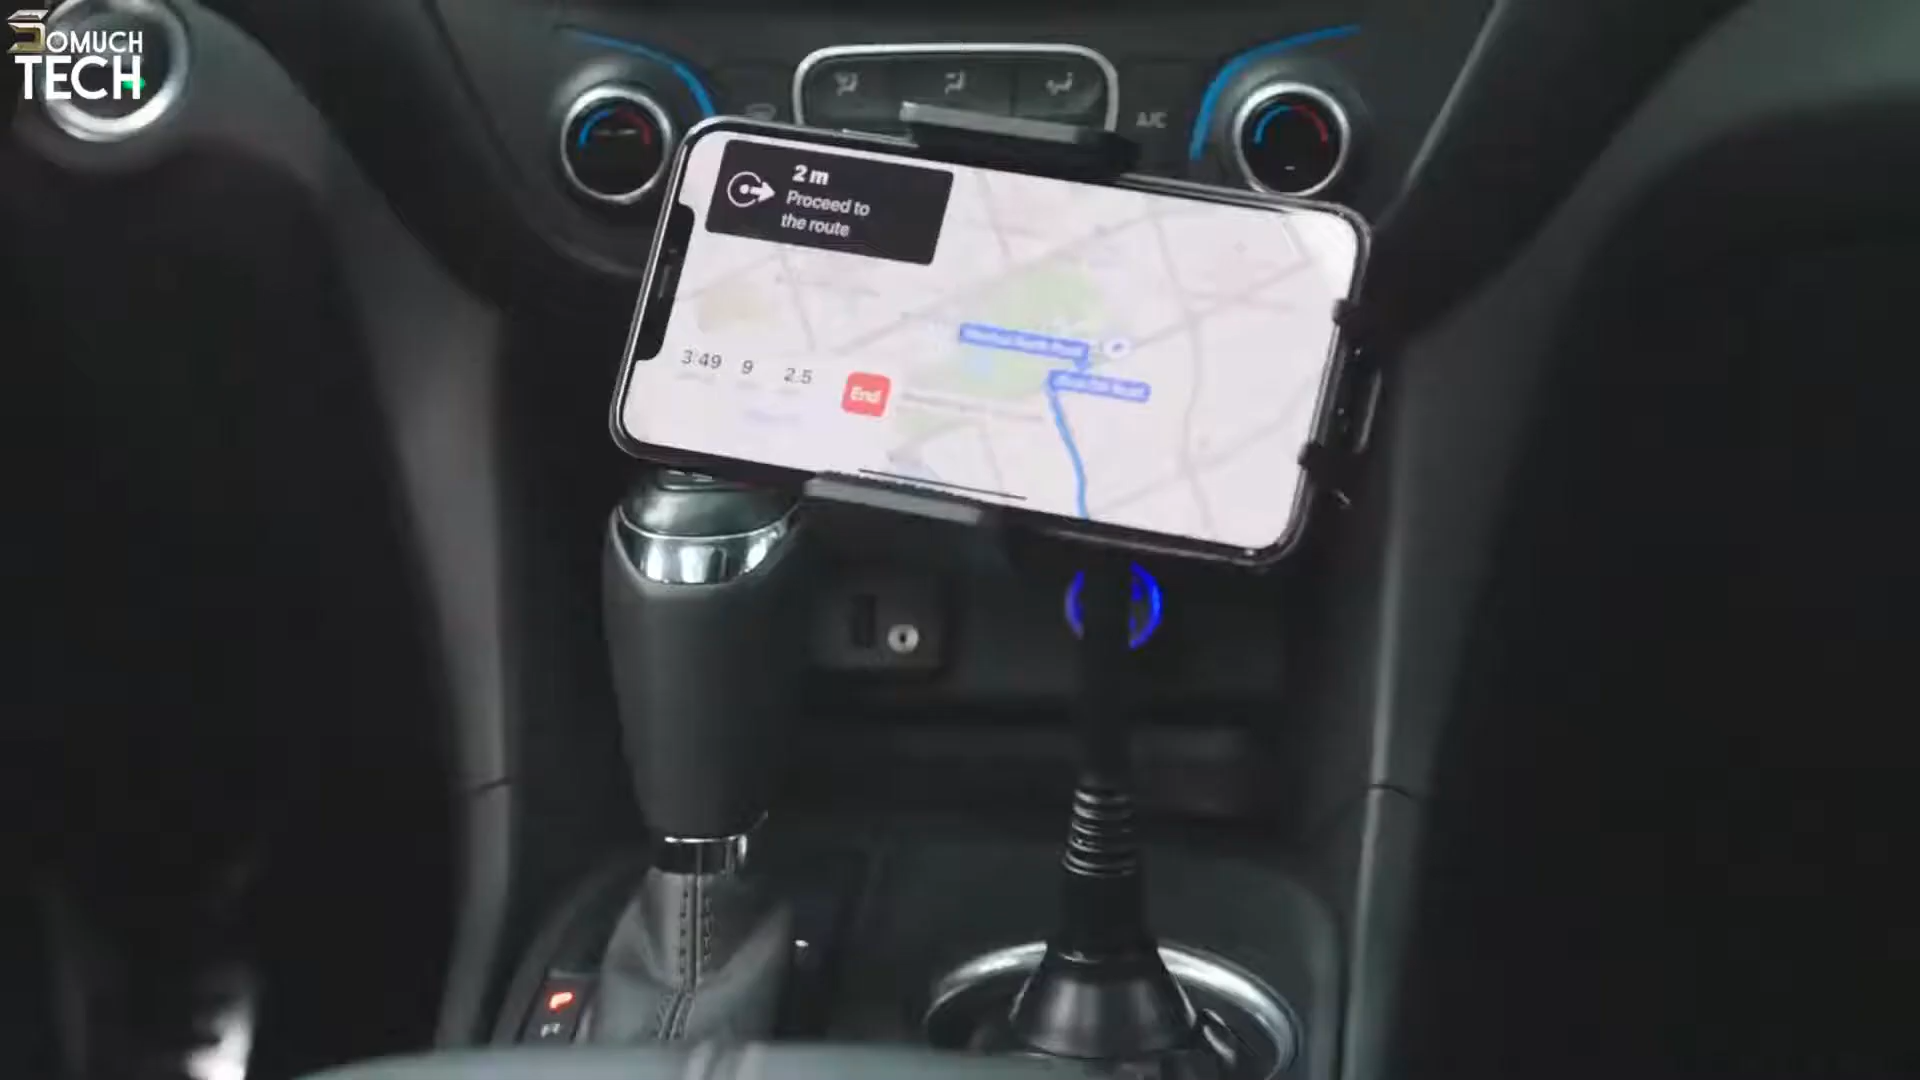 SOMUCH
TECH
A/C
2 m
Proceed to
the route
3:49 9 2.5
End
P
R